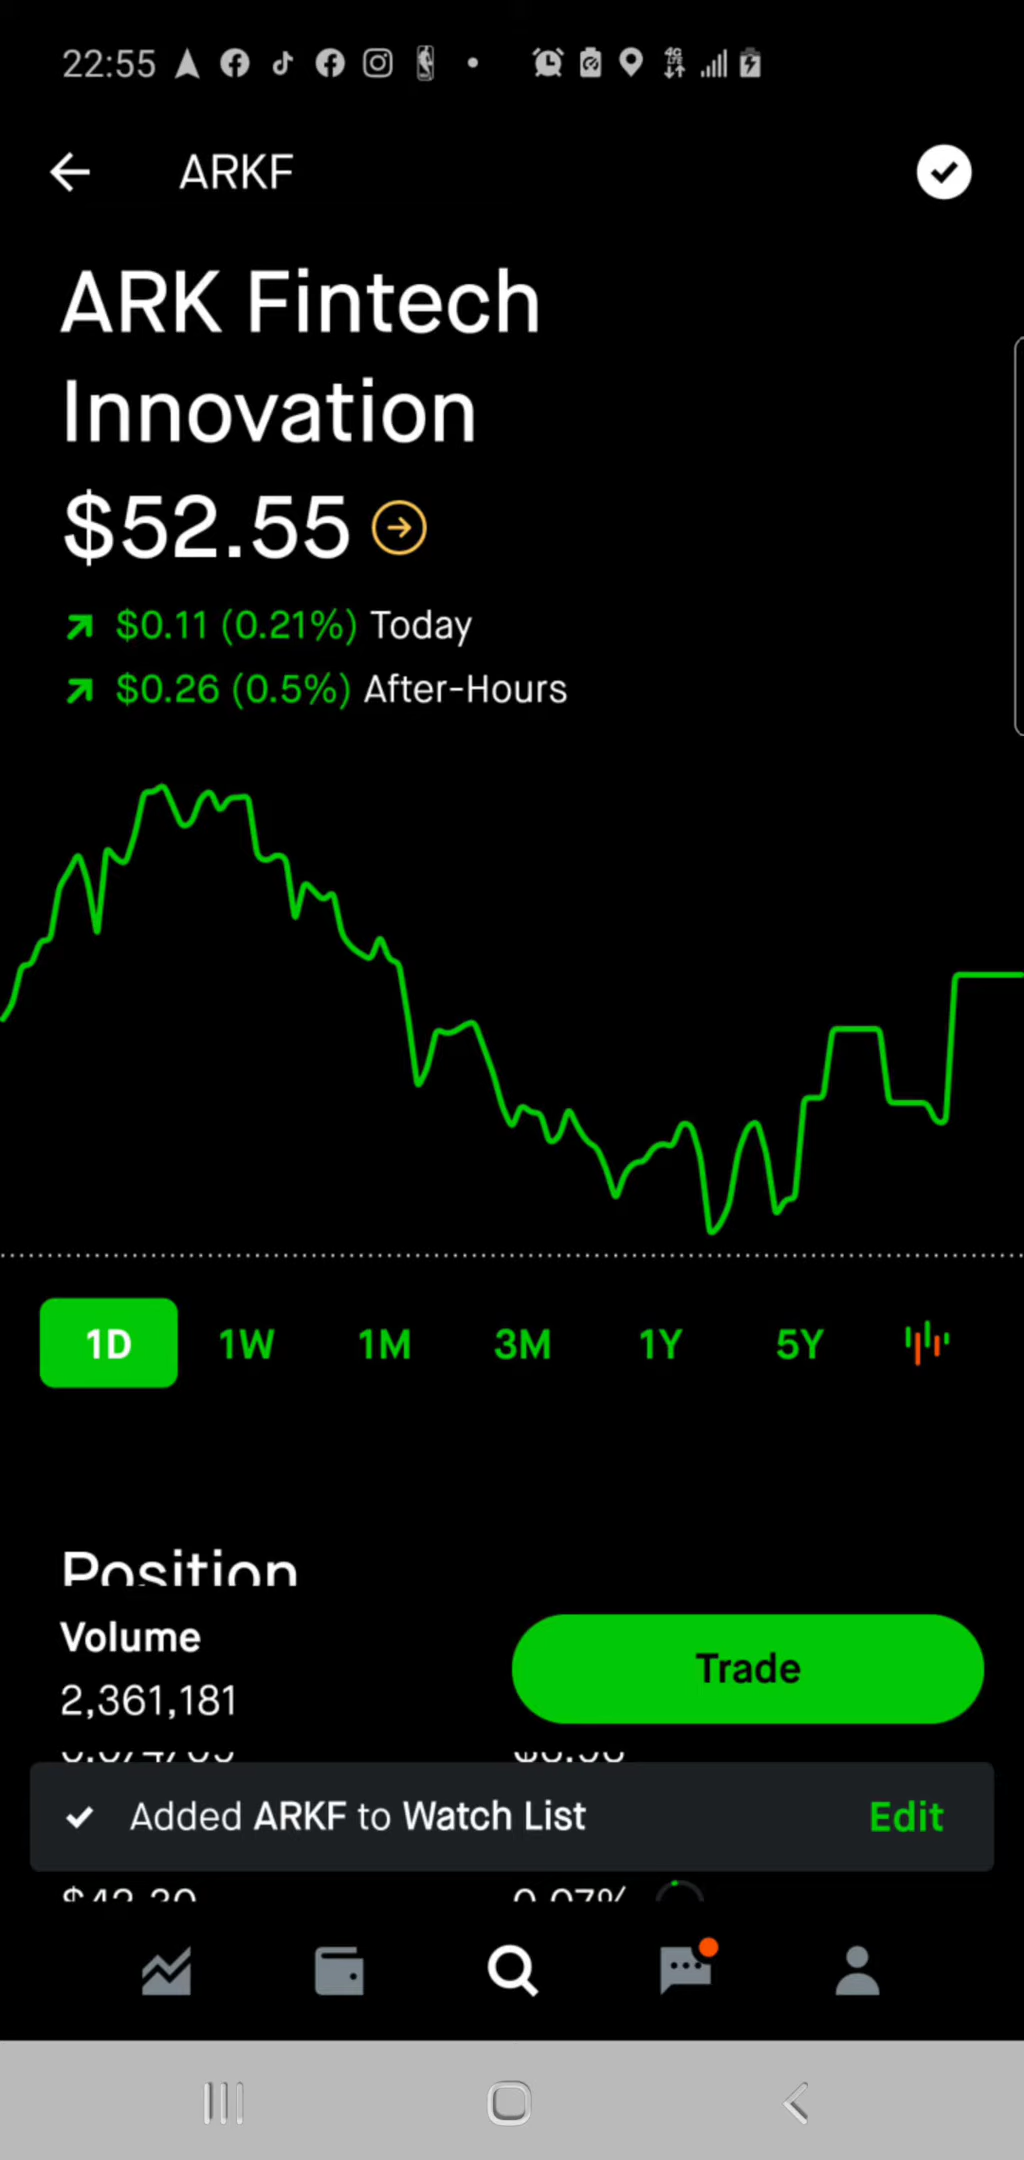 22:55
ARKF
ARK Fintech
Innovation
$52.55
$0.11 (0.21%) Today
$0.26 (0.5%) After-Hours
1D 1W 1M 3M 1Y 5Y
Position
Volume
2,361,181
Trade
Added ARKF to Watch List Edit